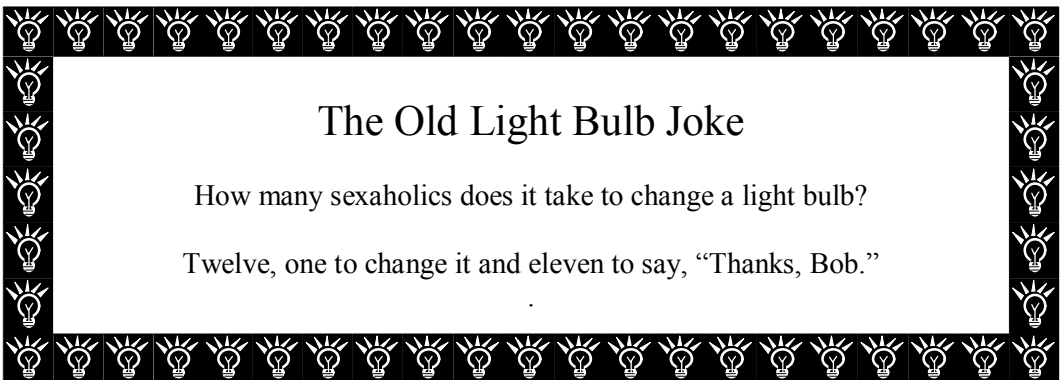 The Old Light Bulb Joke
How many sexaholics does it take to change a light bulb?
Twelve, one to change it and eleven to say, “Thanks, Bob.”
.